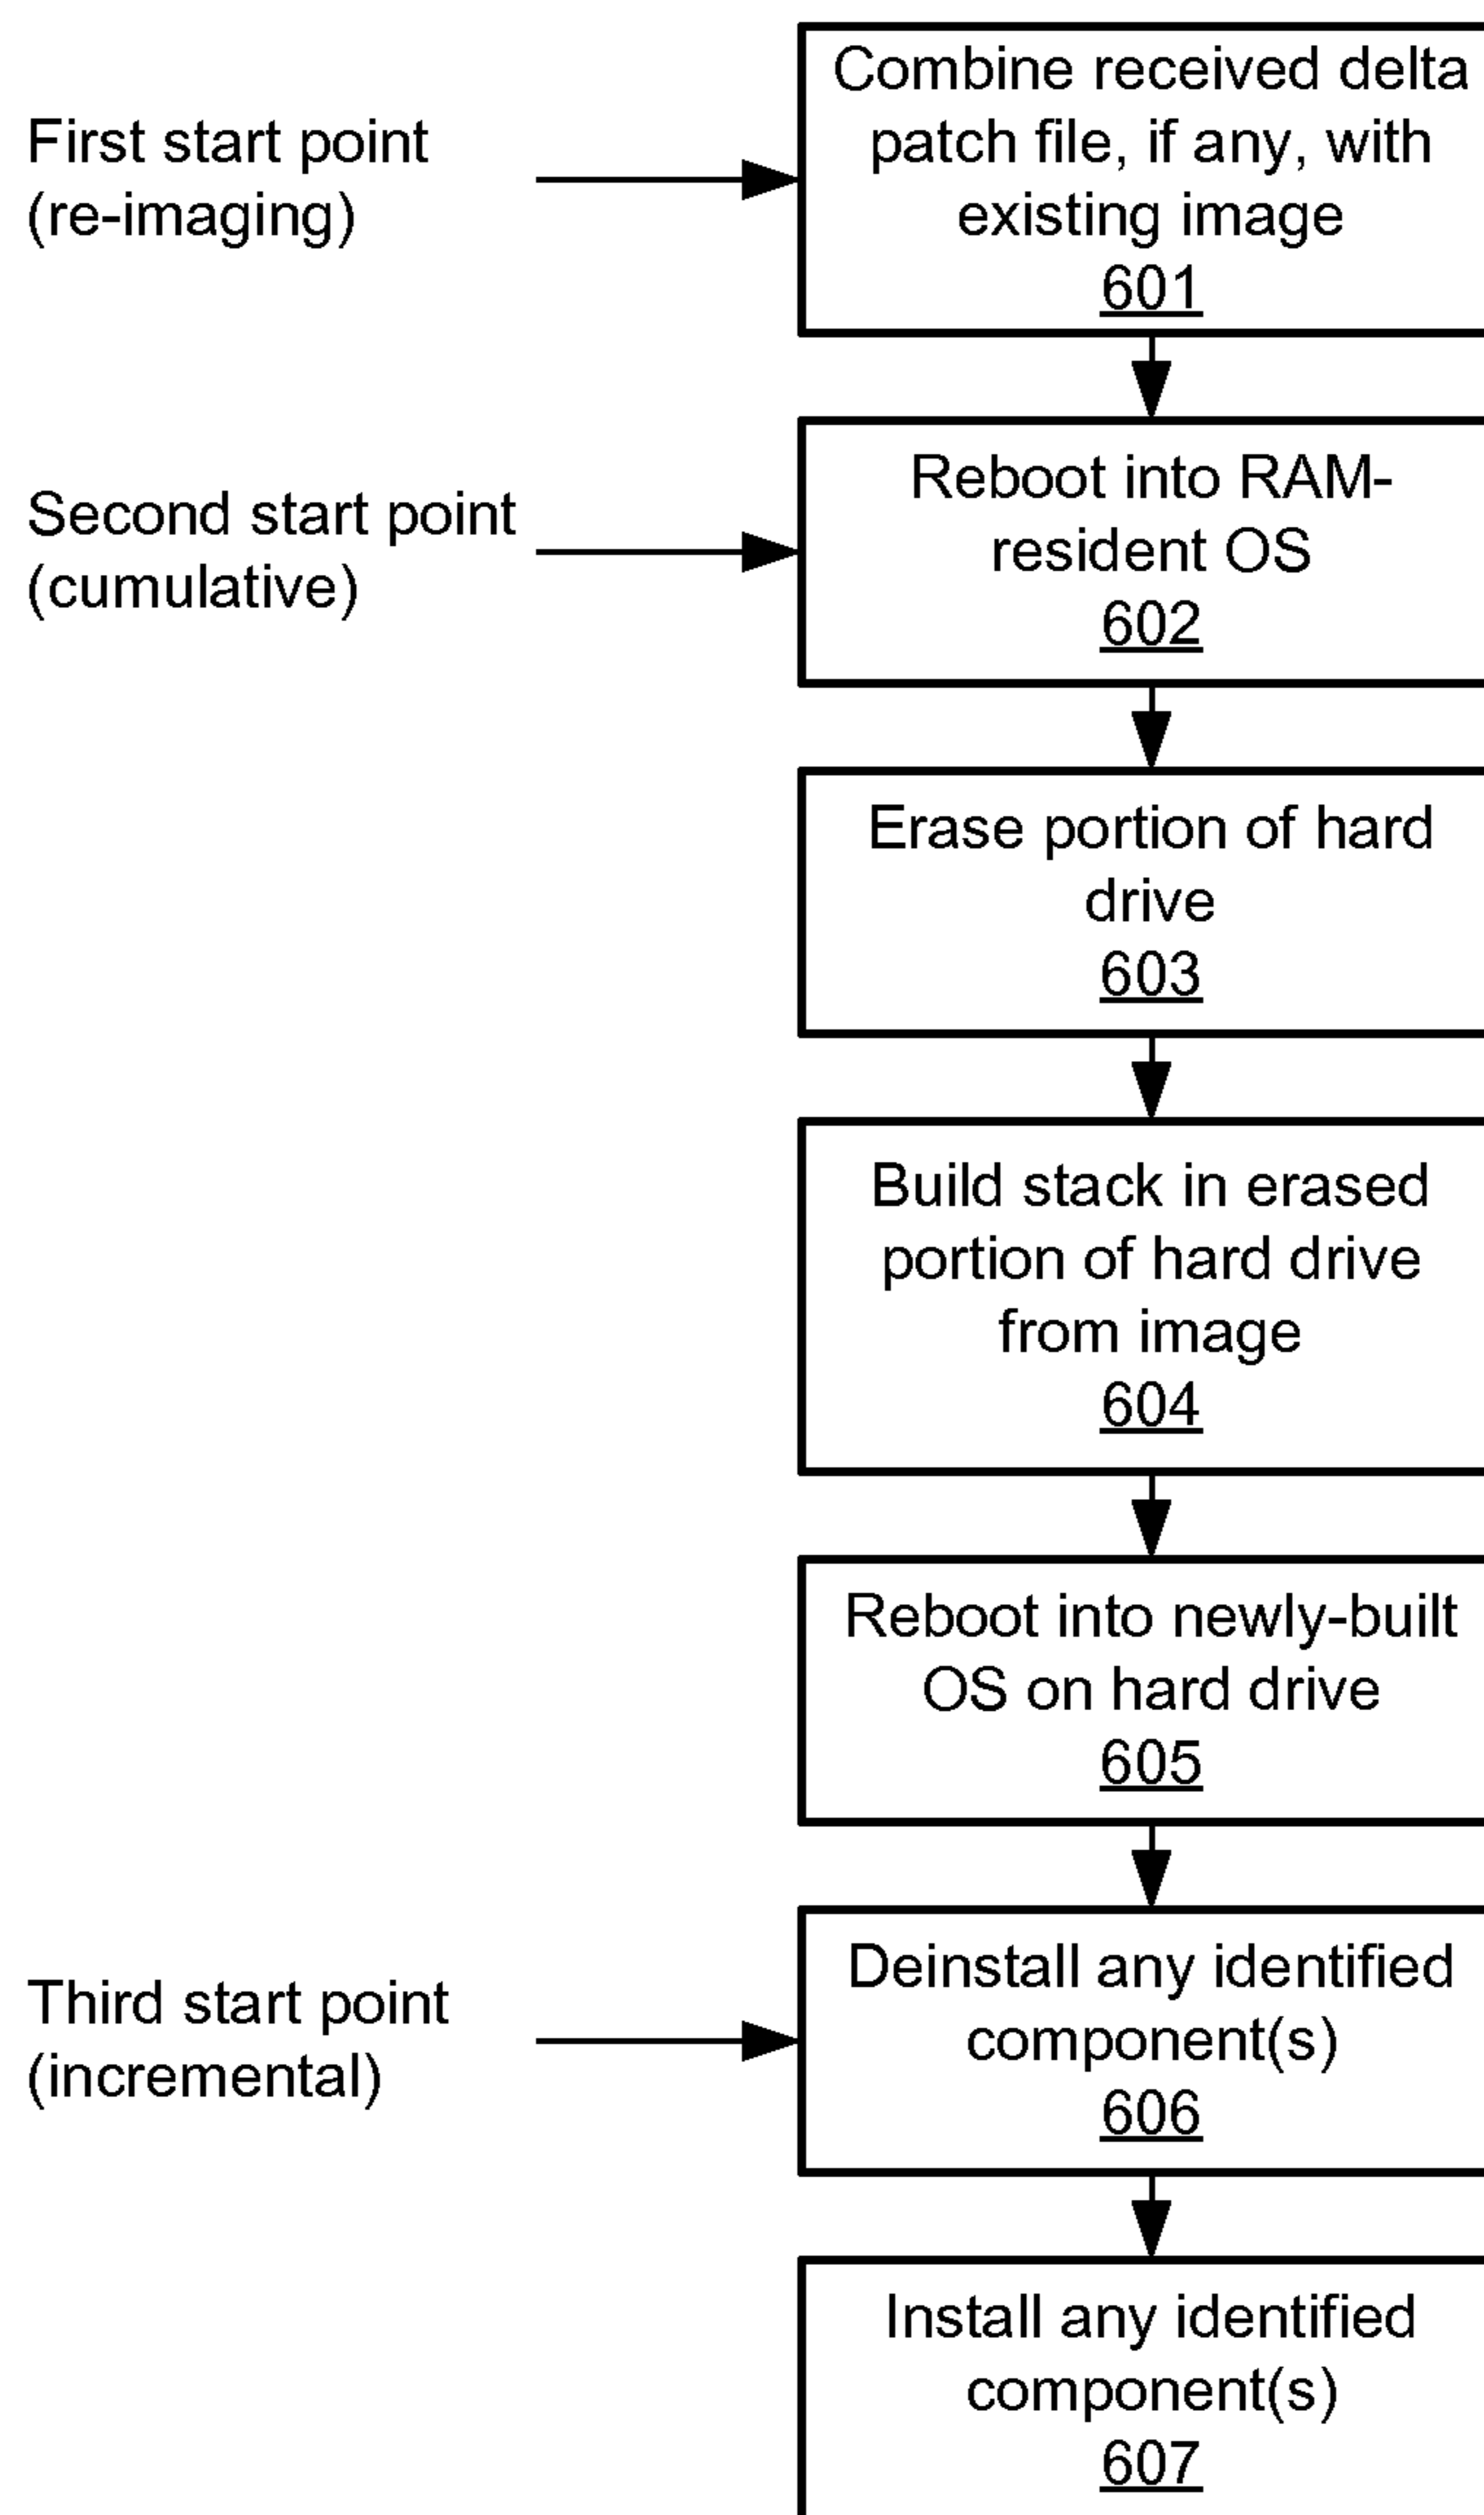 Combine received delta
patch file, if any, with
existing image
601
First start point
(re-imaging)
Reboot into RAM-
resident OS
602
Second start point
(cumulative)
Erase portion of hard
drive
603
Build stack in erased
portion of hard drive
from image
604
Reboot into newly-built
OS on hard drive
605
Deinstall any identified
component(s)
606
Third start point
(incremental)
Install any identified
component(s)
607